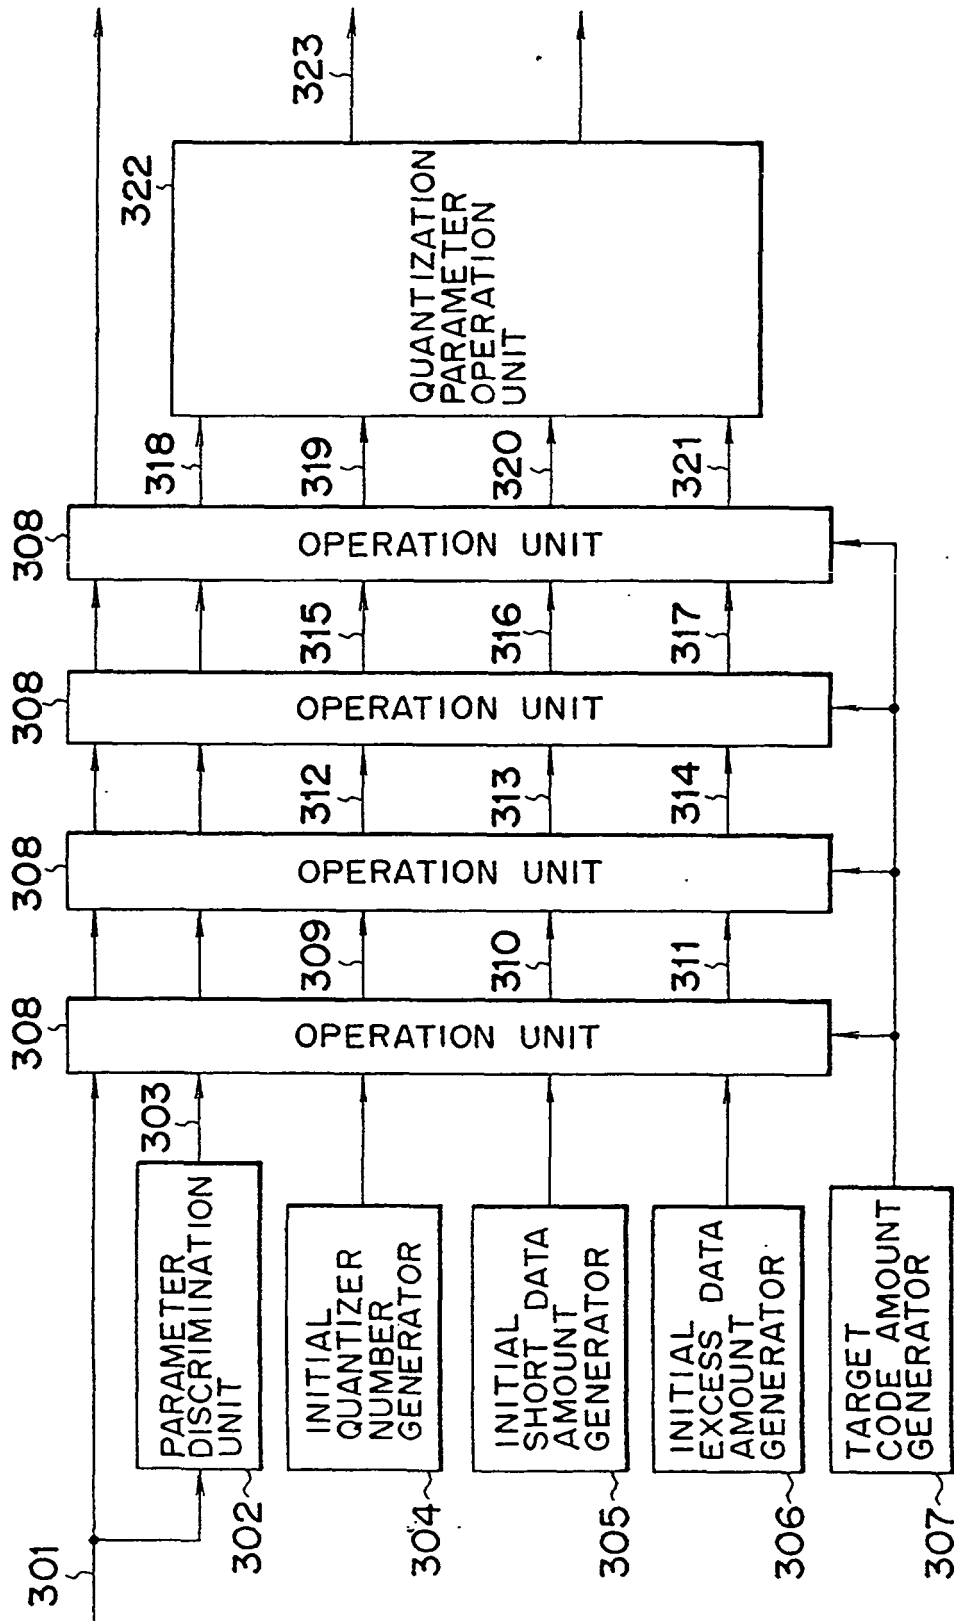 301
302
PARAMETER
DISCRIMINATION
UNIT
303
304
INITIAL
QUANTIZER
NUMBER
GENERATOR
305
INITIAL
SHORT DATA
AMOUNT
GENERATOR
306
INITIAL
EXCESS DATA
AMOUNT
GENERATOR
307
TARGET
CODE AMOUNT
GENERATOR
308
OPERATION UNIT
309
310
311
308
OPERATION UNIT
312
313
314
308
OPERATION UNIT
315
316
317
308
OPERATION UNIT
318
319
320
321
322
QUANTIZATION
PARAMETER
OPERATION
UNIT
323